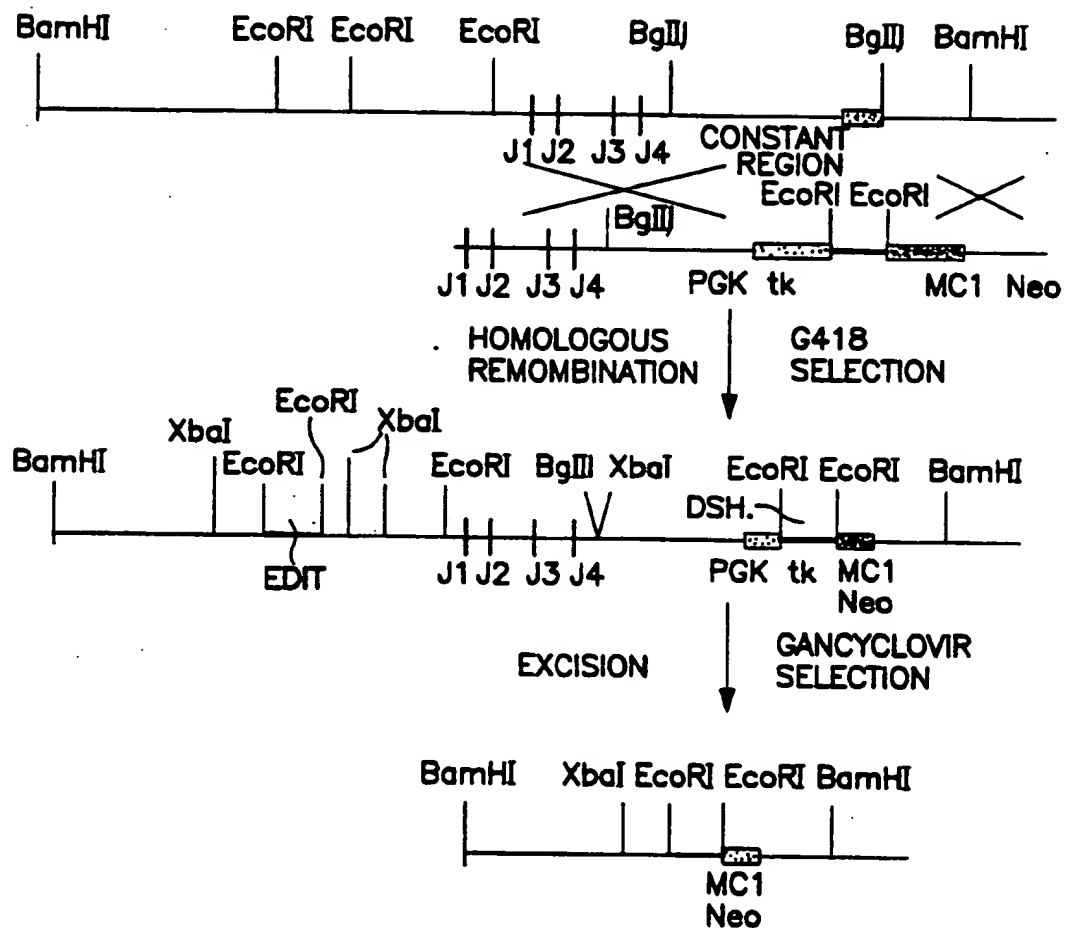 BamHI EcoRI EcoRI EcoRI BglII BglII BamHI
J1 J2 J3 J4 CONSTANT
REGION
BglII EcoRI EcoRI
J1 J2 J3 J4 PGK tk MC1 Neo
HOMOLOGOUS
REMOMBINATION
G418
SELECTION
EcoRI
XbaI XbaI
BamHI EcoRI EcoRI BglII XbaI EcoRI EcoRI BamHI
DSH.
EDIT
J1 J2 J3 J4 PGK tk MC1
Neo
EXCISION
GANCYCLOVIR
SELECTION
BamHI XbaI EcoRI EcoRI BamHI
MC1
Neo